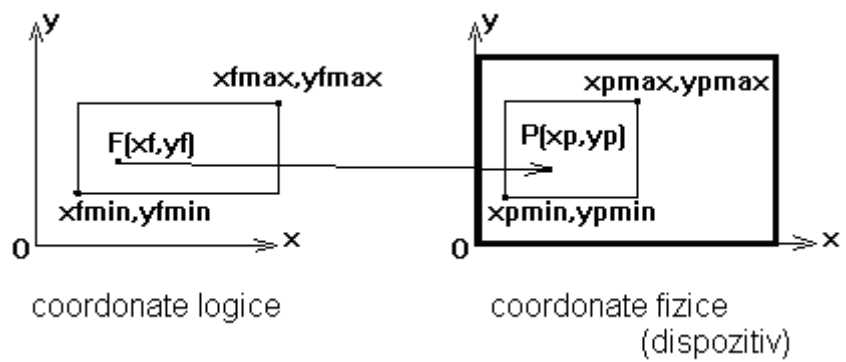 y
xfmax,yfmax
F(xf,yf)
xfmin,yfmin
0
x
coordonate logice
y
xpmax,ypmax
P(xp,yp)
xpmin,ypmin
0
x
coordonate fizice
(dispozitiv)